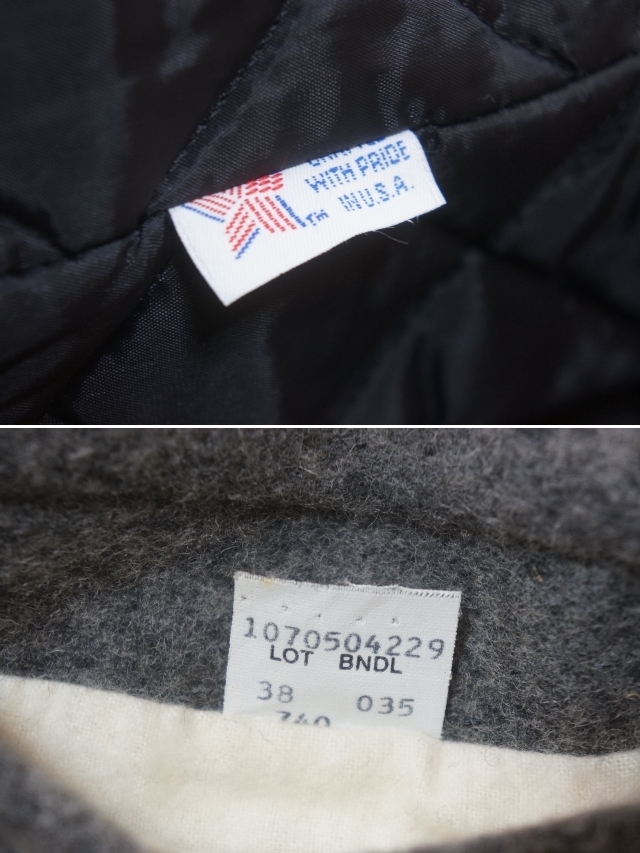 WITH PRIDE
IN U.S.A.
TM
1070504229
LOT BNDL
38 035